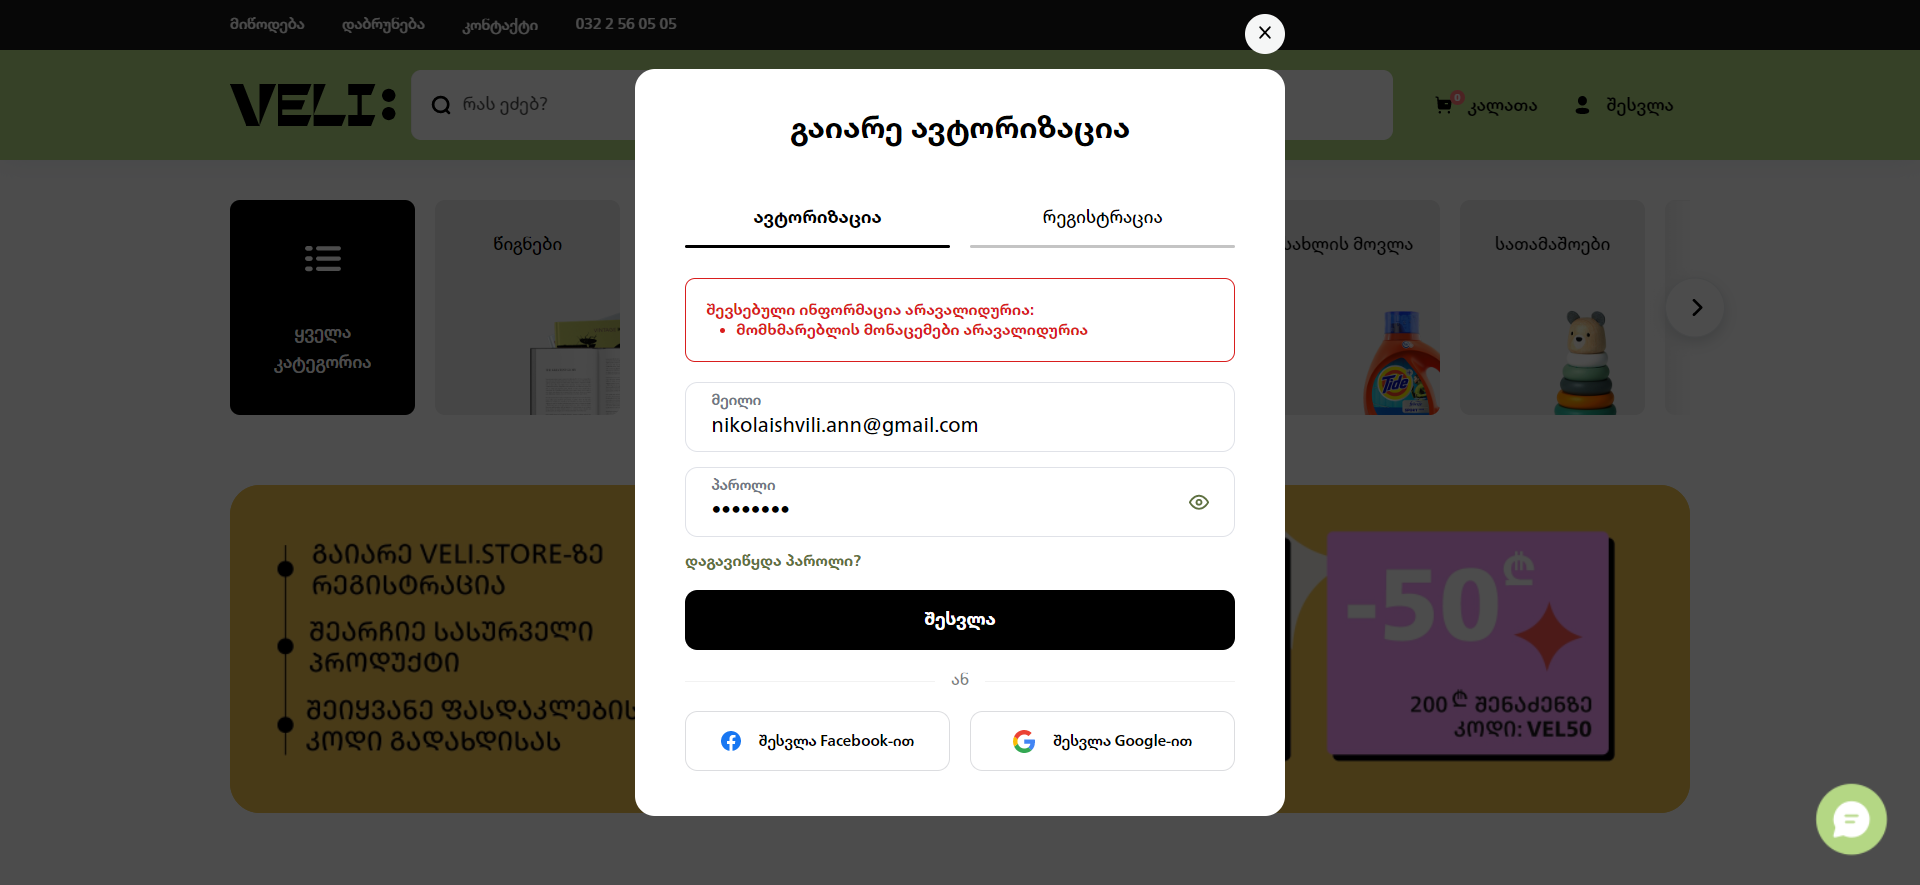 მიწოდება დაბრუნება კონტაქტი 032 2 56 05 05
VELI:
რას ეძებ?
0
კალათა
შესვლა
ყველა
კატეგორია
წიგნები
სახლის მოვლა
სათამაშოები
Tide
გაიარე ავტორიზაცია
ავტორიზაცია
რეგისტრაცია
შევსებული ინფორმაცია არავალიდურია:
• მომხმარებლის მონაცემები არავალიდურია
მეილი
nikolaishvili.ann@gmail.com
პაროლი
••••••••
დაგავიწყდა პაროლი?
შესვლა
ან
შესვლა Facebook-ით
შესვლა Google-ით
გაიარე VELI.STORE-ზე
რეგისტრაცია
შეარჩიე სასურველი
პროდუქტი
შეიყვანე ფასდაკლების
კოდი გადახდისას
-50₾
200 ₾ შენაძენზე
კოდი: VEL50